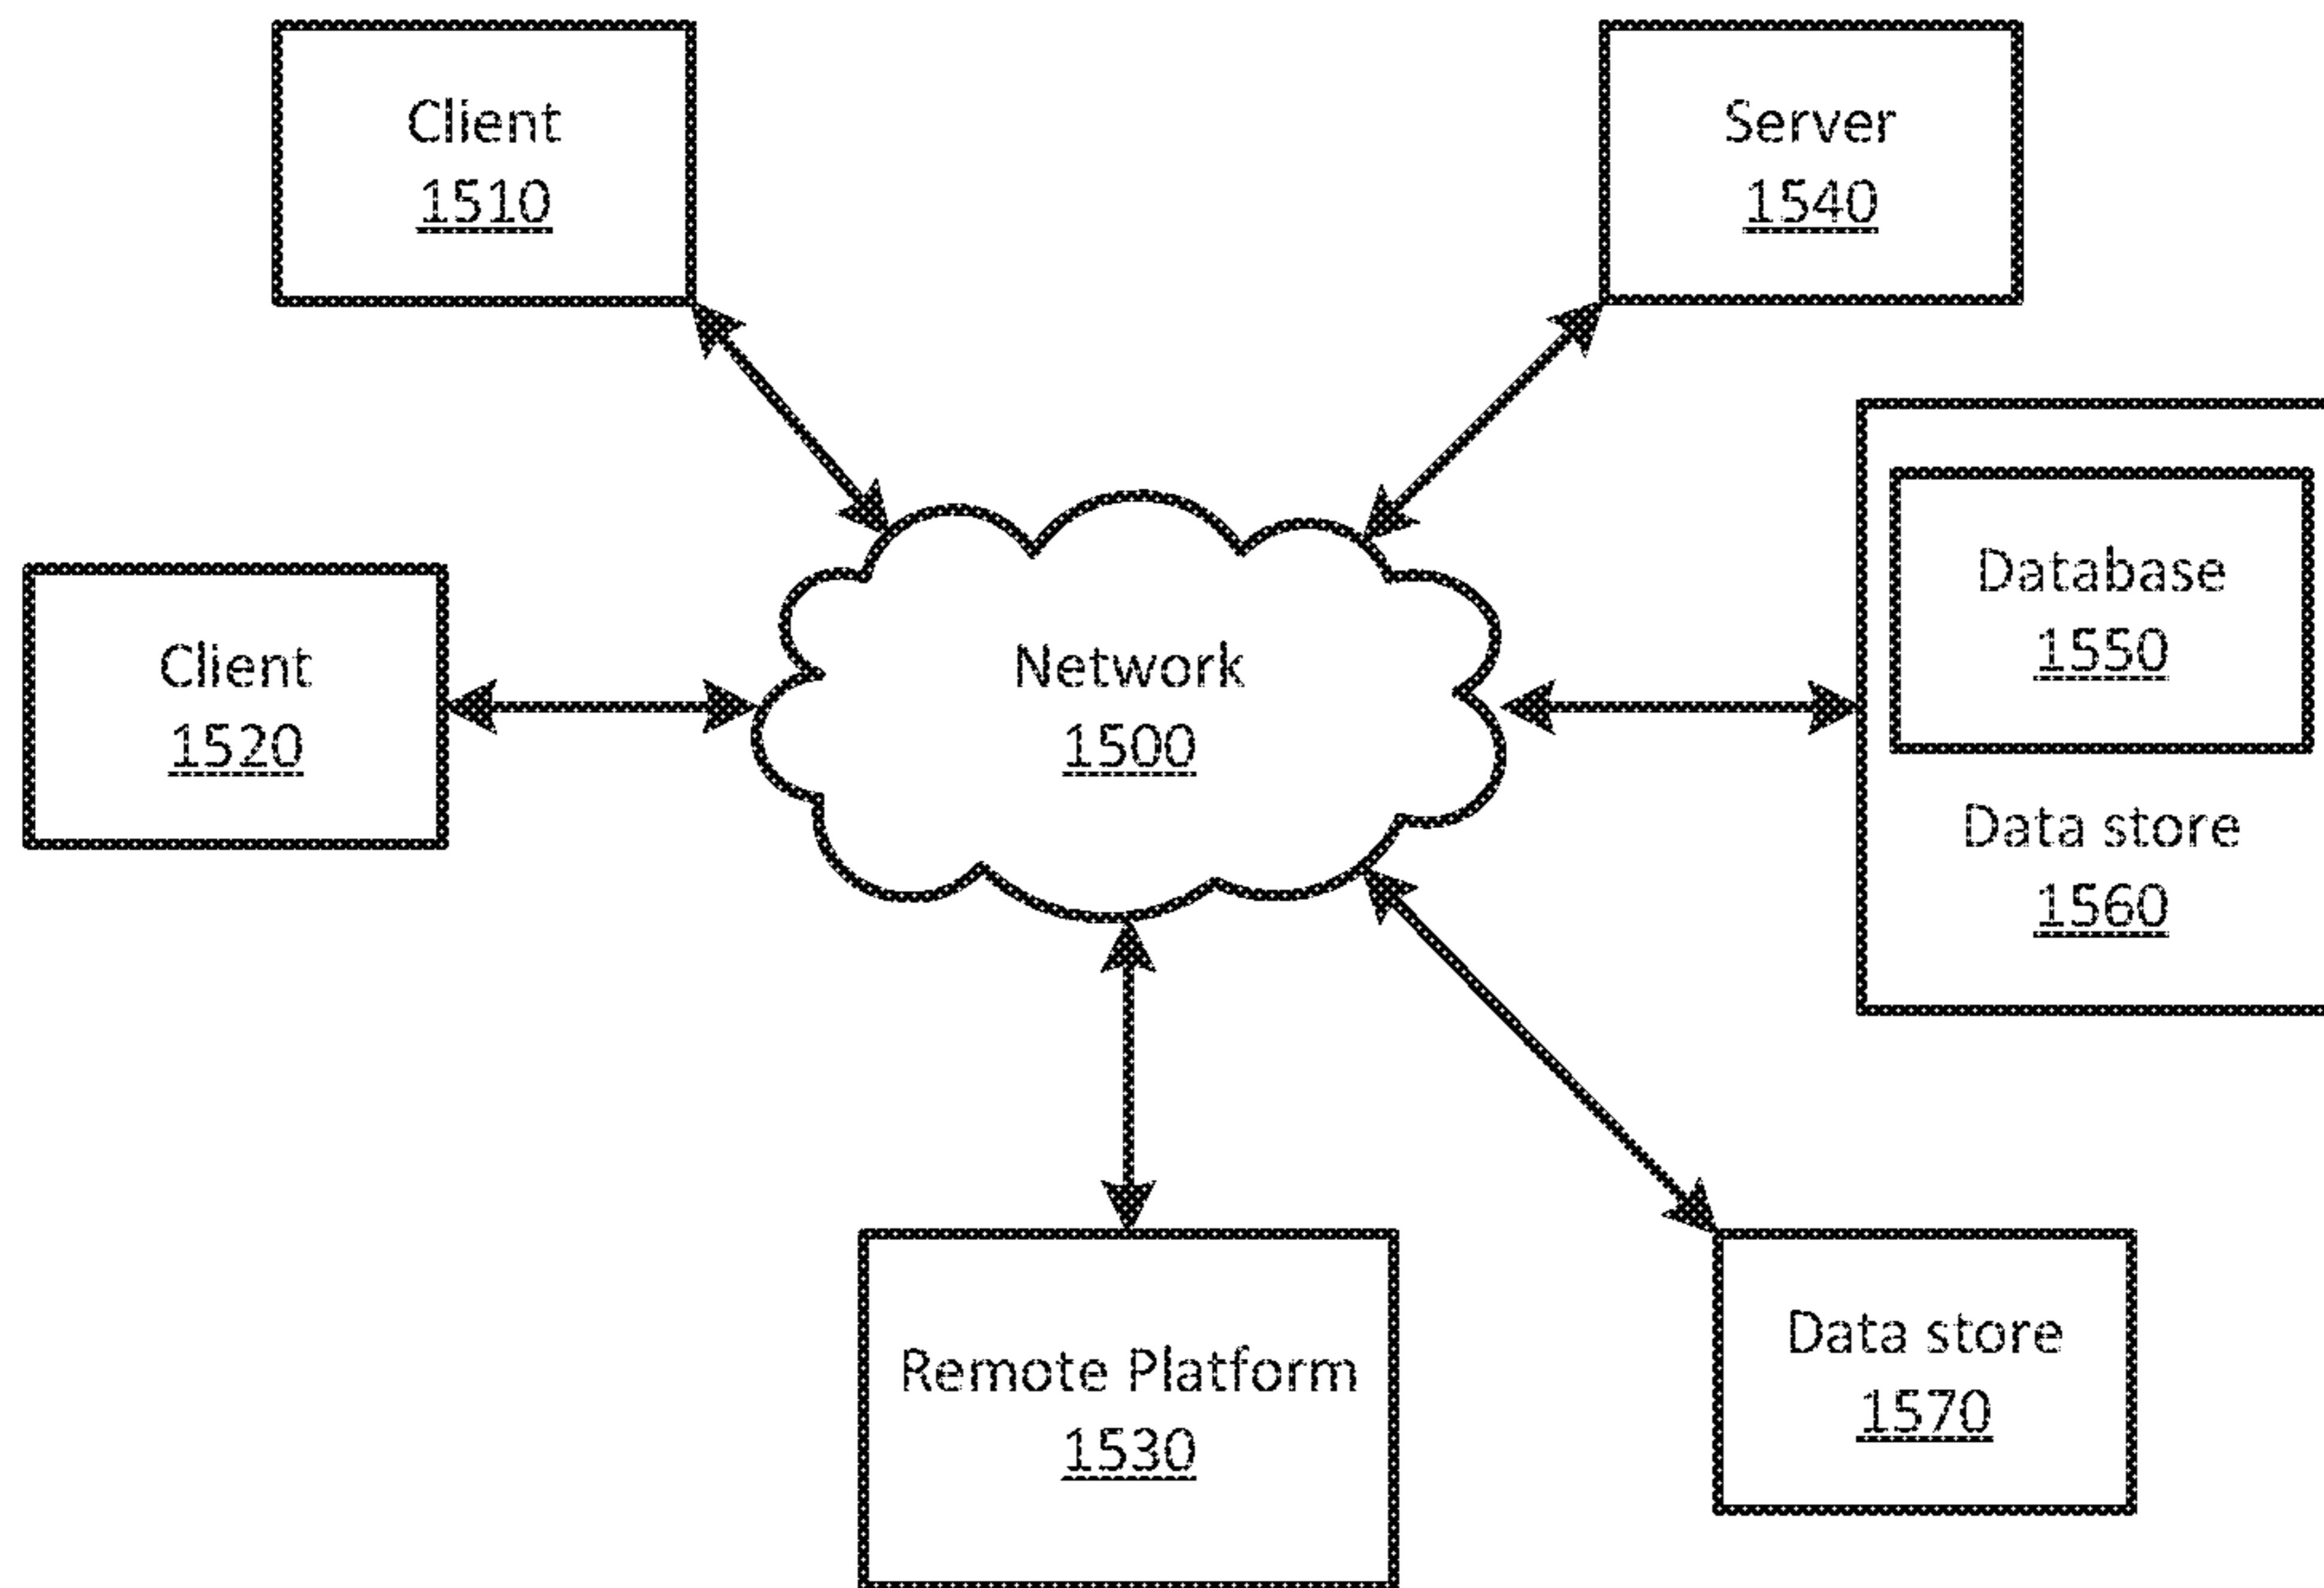 Client
1510
Server
1540
Database
1550
Data store
1560
Client
1520
Network
1500
Remote Platform
1530
Data store
1570